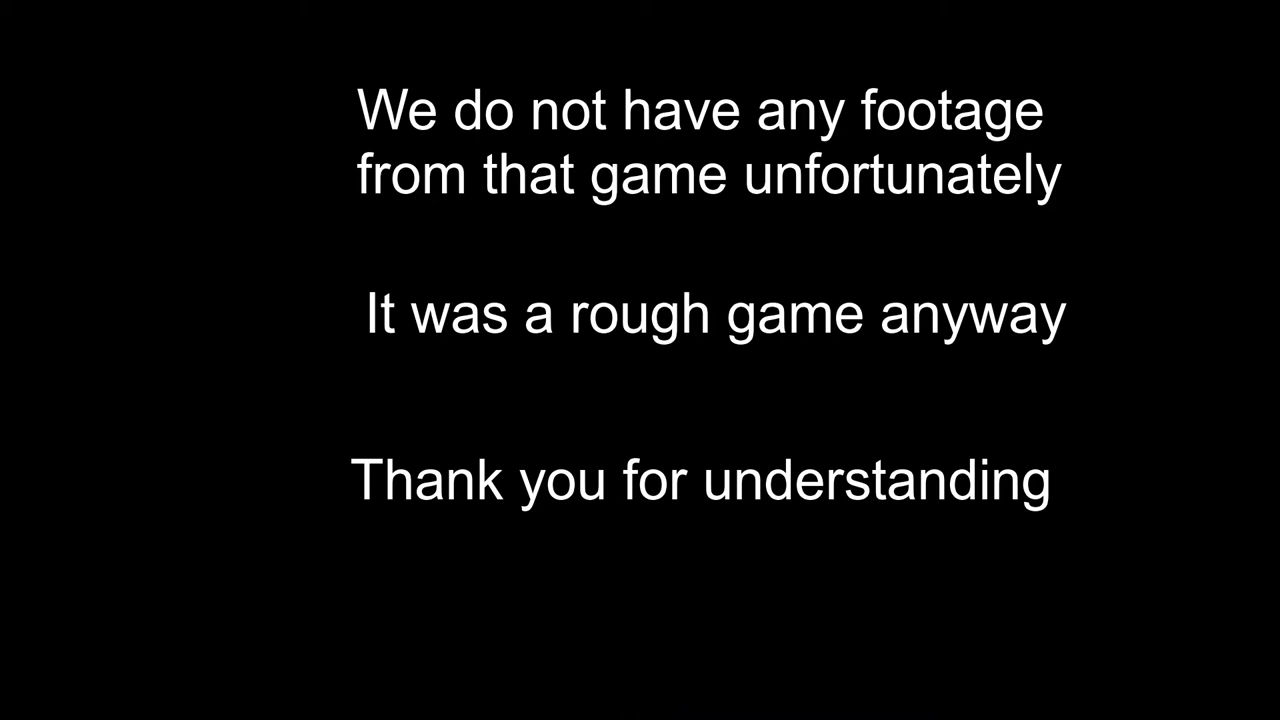 We do not have any footage
from that game unfortunately
It was a rough game anyway
Thank you for understanding